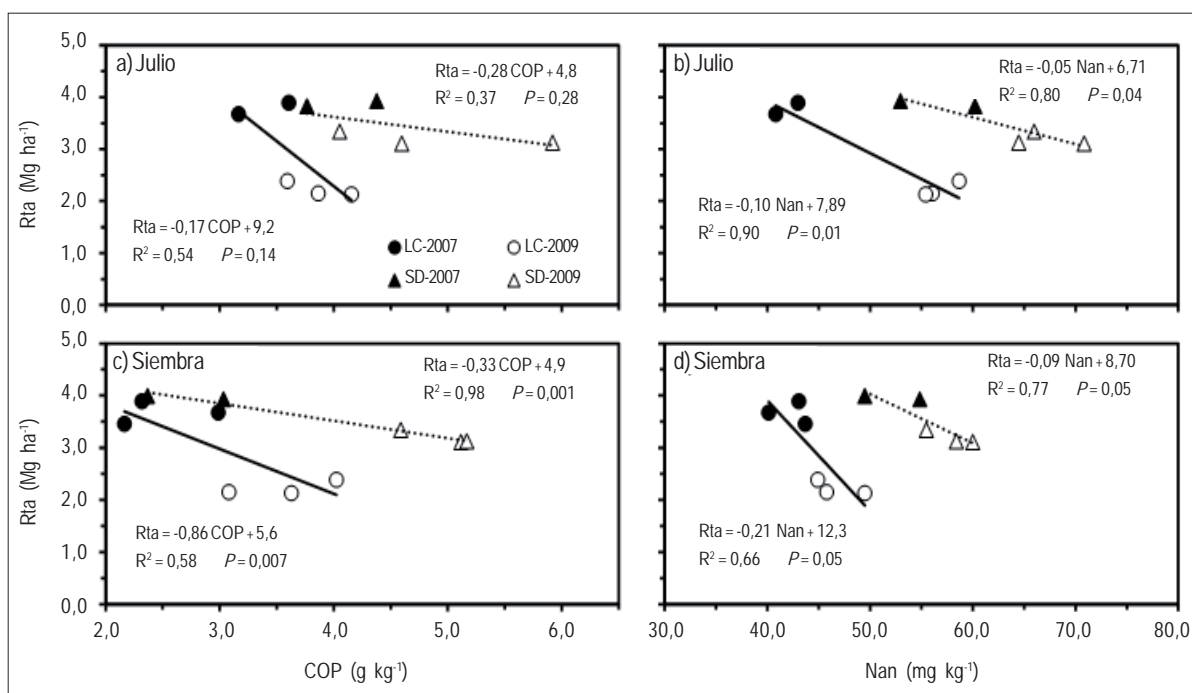 a) Julio
Rta = -0,28 COP + 4,8
R² = 0,37 P = 0,28
Rta = -0,17 COP + 9,2
R² = 0,54 P = 0,14
LC-2007 LC-2009
SD-2007 SD-2009
b) Julio
Rta = -0,05 Nan + 6,71
R² = 0,80 P = 0,04
Rta = -0,10 Nan + 7,89
R² = 0,90 P = 0,01
5,0
4,0
3,0
2,0
1,0
0,0
Rta (Mg ha⁻¹)
c) Siembra
Rta = -0,33 COP + 4,9
R² = 0,98 P = 0,001
Rta = -0,86 COP + 5,6
R² = 0,58 P = 0,007
d) Siembra
Rta = -0,09 Nan + 8,70
R² = 0,77 P = 0,05
Rta = -0,21 Nan + 12,3
R² = 0,66 P = 0,05
5,0
4,0
3,0
2,0
1,0
0,0
Rta (Mg ha⁻¹)
2,0 3,0 4,0 5,0 6,0
COP (g kg⁻¹)
30,0 40,0 50,0 60,0 70,0 80,0
Nan (mg kg⁻¹)